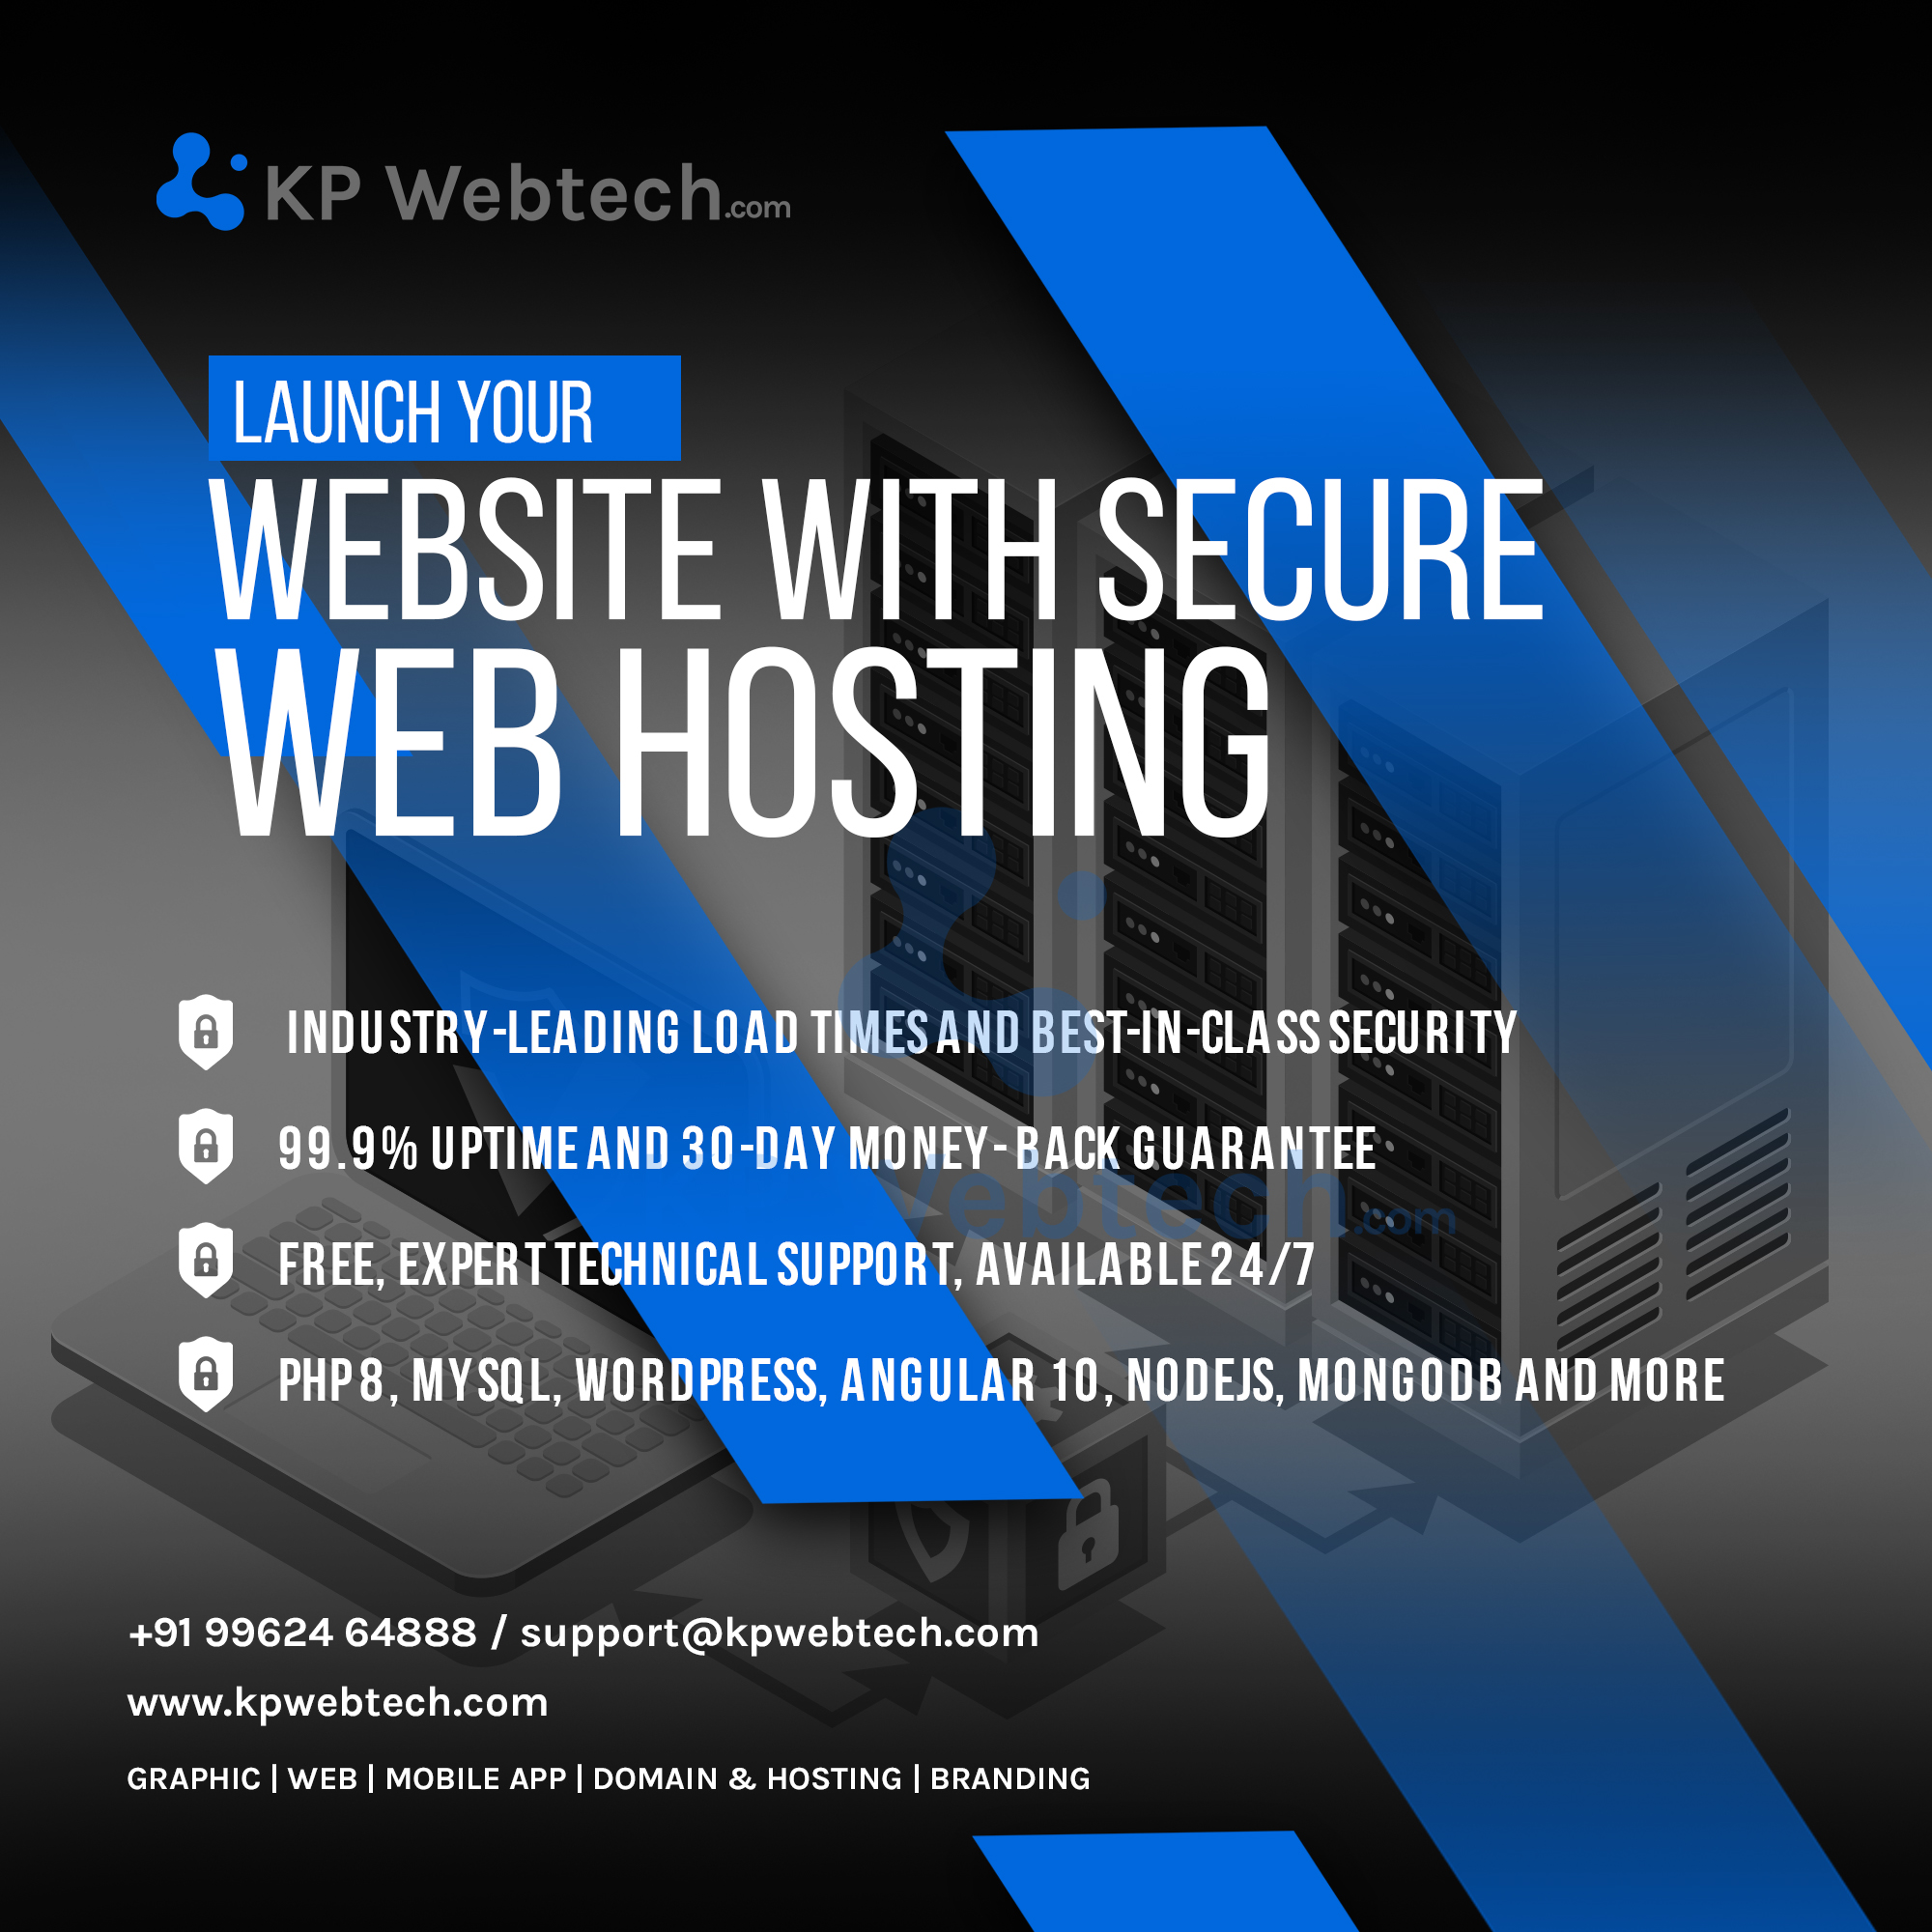 KP Webtech.com
LAUNCH YOUR
WEBSITE WITH SECURE
WEB HOSTING
INDUSTRY-LEADING LOAD TIMES AND BEST-IN-CLASS SECURITY
99.9% UPTIME AND 30-DAY MONEY-BACK GUARANTEE
Webtech.com
FREE, EXPERT TECHNICAL SUPPORT, AVAILABLE 24/7
PHP 8, MYSQL, WORDPRESS, ANGULAR 10, NODEJS, MONGODB AND MORE
+91 99624 64888 / support@kpwebtech.com
www.kpwebtech.com
GRAPHIC | WEB | MOBILE APP | DOMAIN & HOSTING | BRANDING